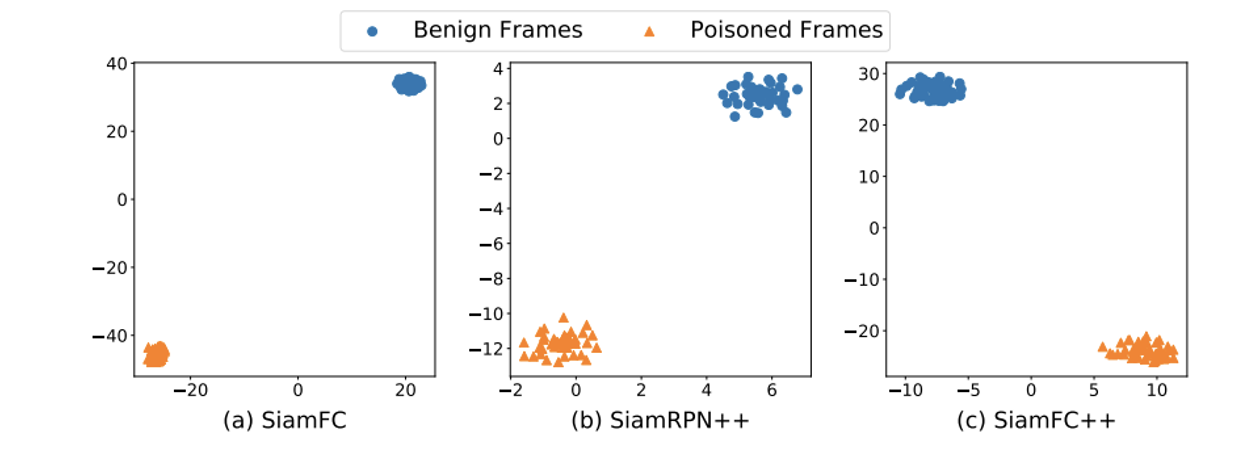 Benign Frames Poisoned Frames
40
20
0
−20
−40
−20 0 20
(a) SiamFC
4
2
0
−2
−4
−6
−8
−10
−12
−2 0 2 4 6
(b) SiamRPN++
30
20
10
0
−10
−20
−10 −5 0 5 10
(c) SiamFC++